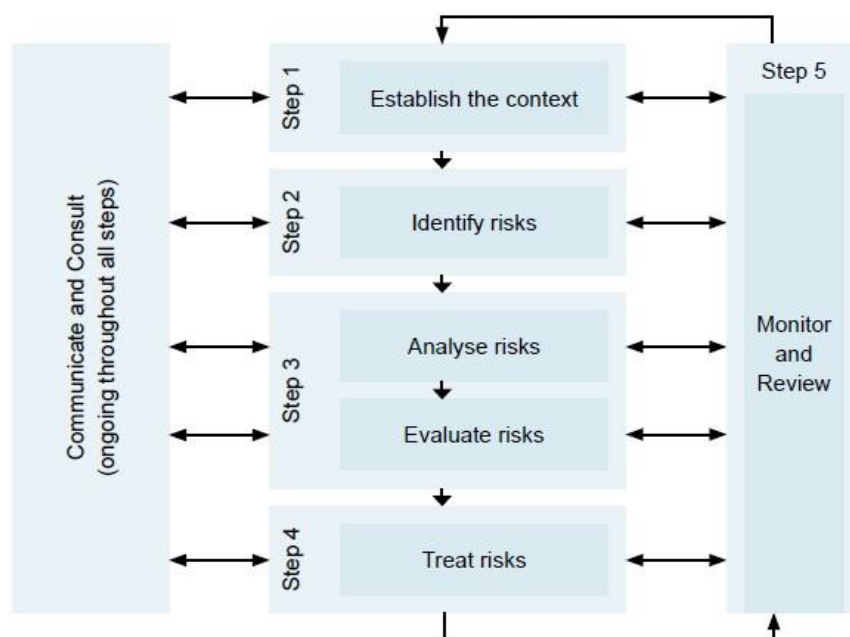 Communicate and Consult
(ongoing throughout all steps)
Step 1
Establish the context
Step 2
Identify risks
Step 3
Analyse risks
Evaluate risks
Step 4
Treat risks
Step 5
Monitor
and
Review